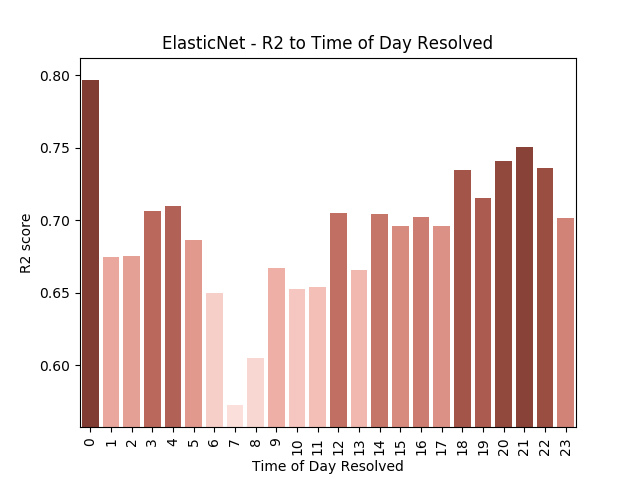 ElasticNet - R2 to Time of Day Resolved
R2 score
0.80
0.75
0.70
0.65
0.60
0 1 2 3 4 5 6 7 8 9 10 11 12 13 14 15 16 17 18 19 20 21 22 23
Time of Day Resolved